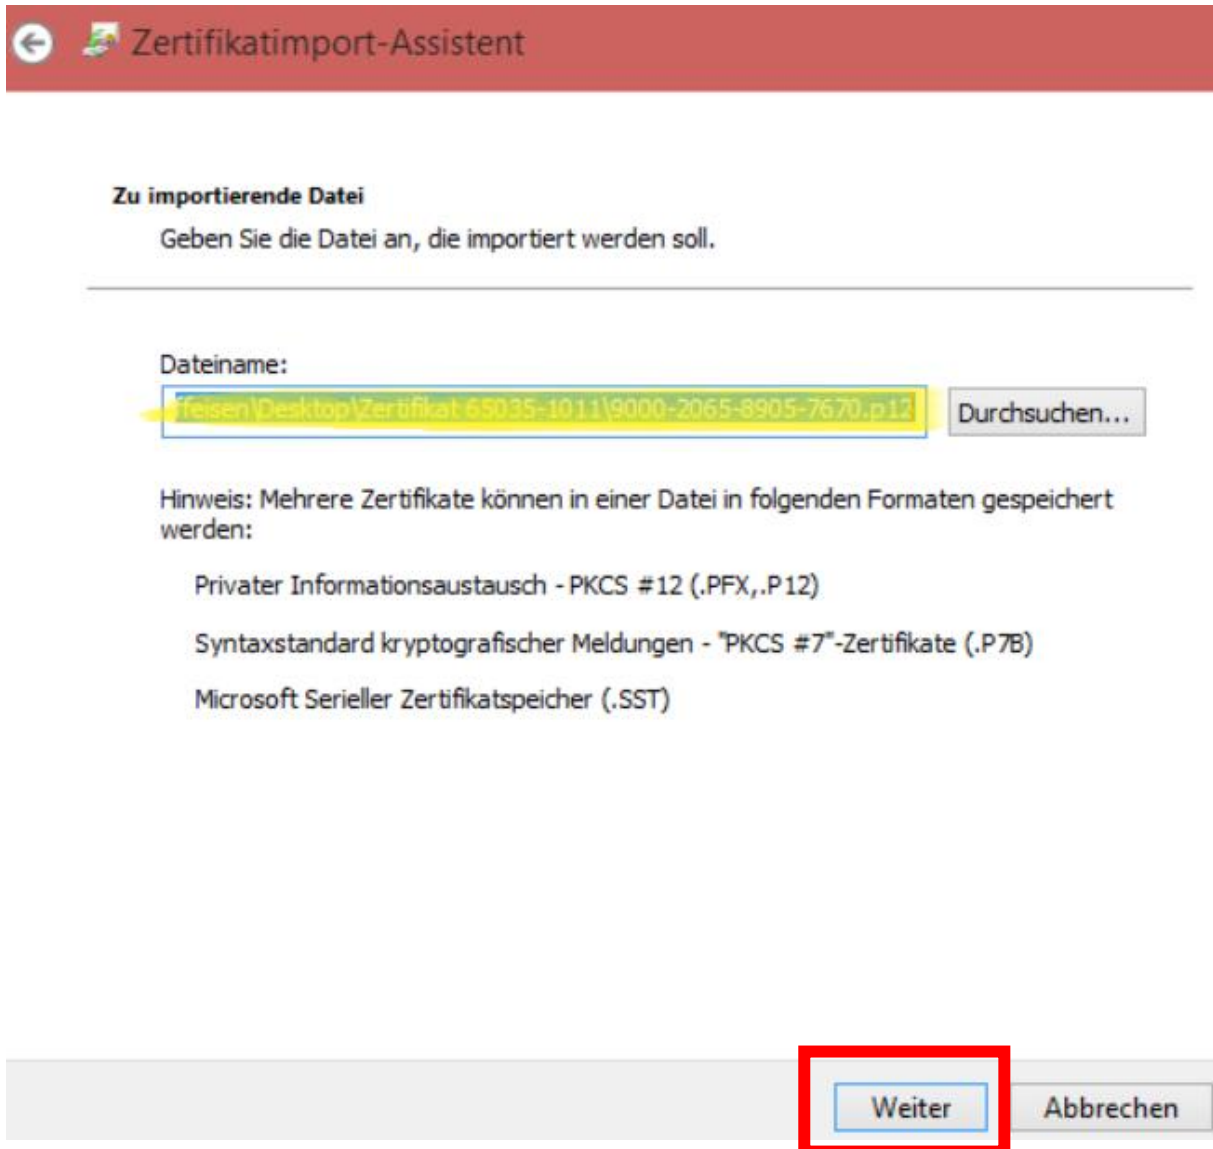 Zertifikatimport-Assistent
Zu importierende Datei
Geben Sie die Datei an, die importiert werden soll.
Dateiname:
ffeisen\Desktop\Zertifikat 65035-1011\9000-2065-8905-7670.p12
Durchsuchen...
Hinweis: Mehrere Zertifikate können in einer Datei in folgenden Formaten gespeichert
werden:
Privater Informationsaustausch - PKCS #12 (.PFX,.P12)
Syntaxstandard kryptografischer Meldungen - "PKCS #7"-Zertifikate (.P7B)
Microsoft Serieller Zertifikatspeicher (.SST)
Weiter
Abbrechen